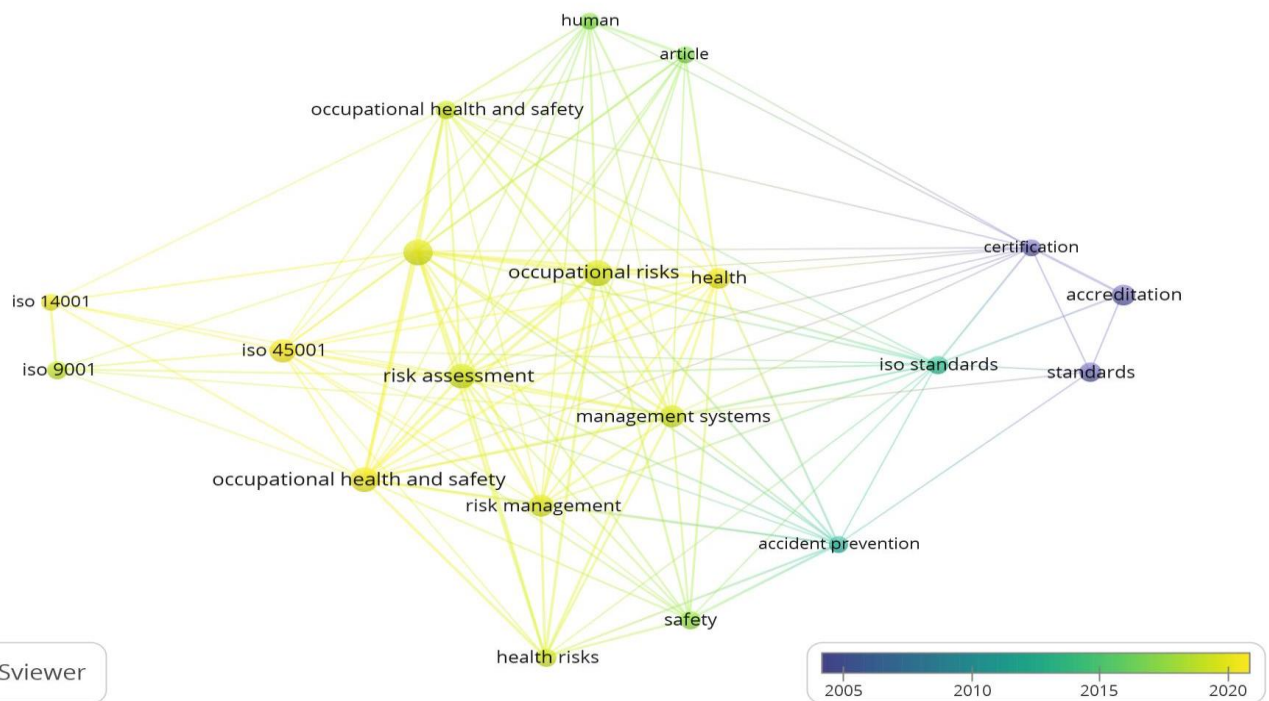 human
article
occupational health and safety
certification
occupational risks
health
accreditation
iso 14001
iso 45001
iso 9001
risk assessment
iso standards
standards
management systems
occupational health and safety
risk management
accident prevention
safety
health risks
Sviewer
2005
2010
2015
2020